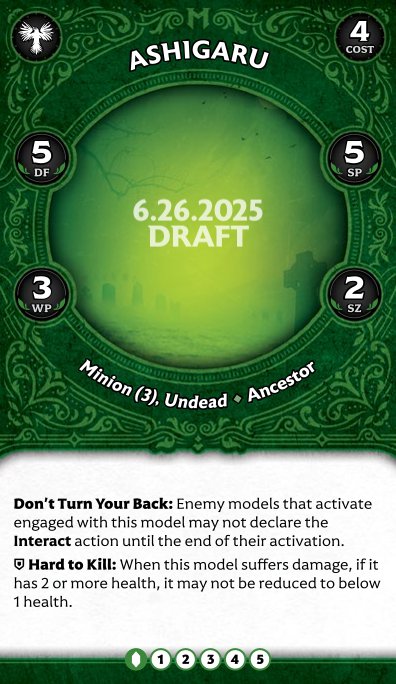 M
4
COST
ASHIGARU
5
DF
5
SP
6.26.2025
DRAFT
3
WP
2
SZ
Minion (3), Undead • Ancestor
Don't Turn Your Back: Enemy models that activate
engaged with this model may not declare the
Interact action until the end of their activation.
Hard to Kill: When this model suffers damage, if it
has 2 or more health, it may not be reduced to below
1 health.
1 2 3 4 5